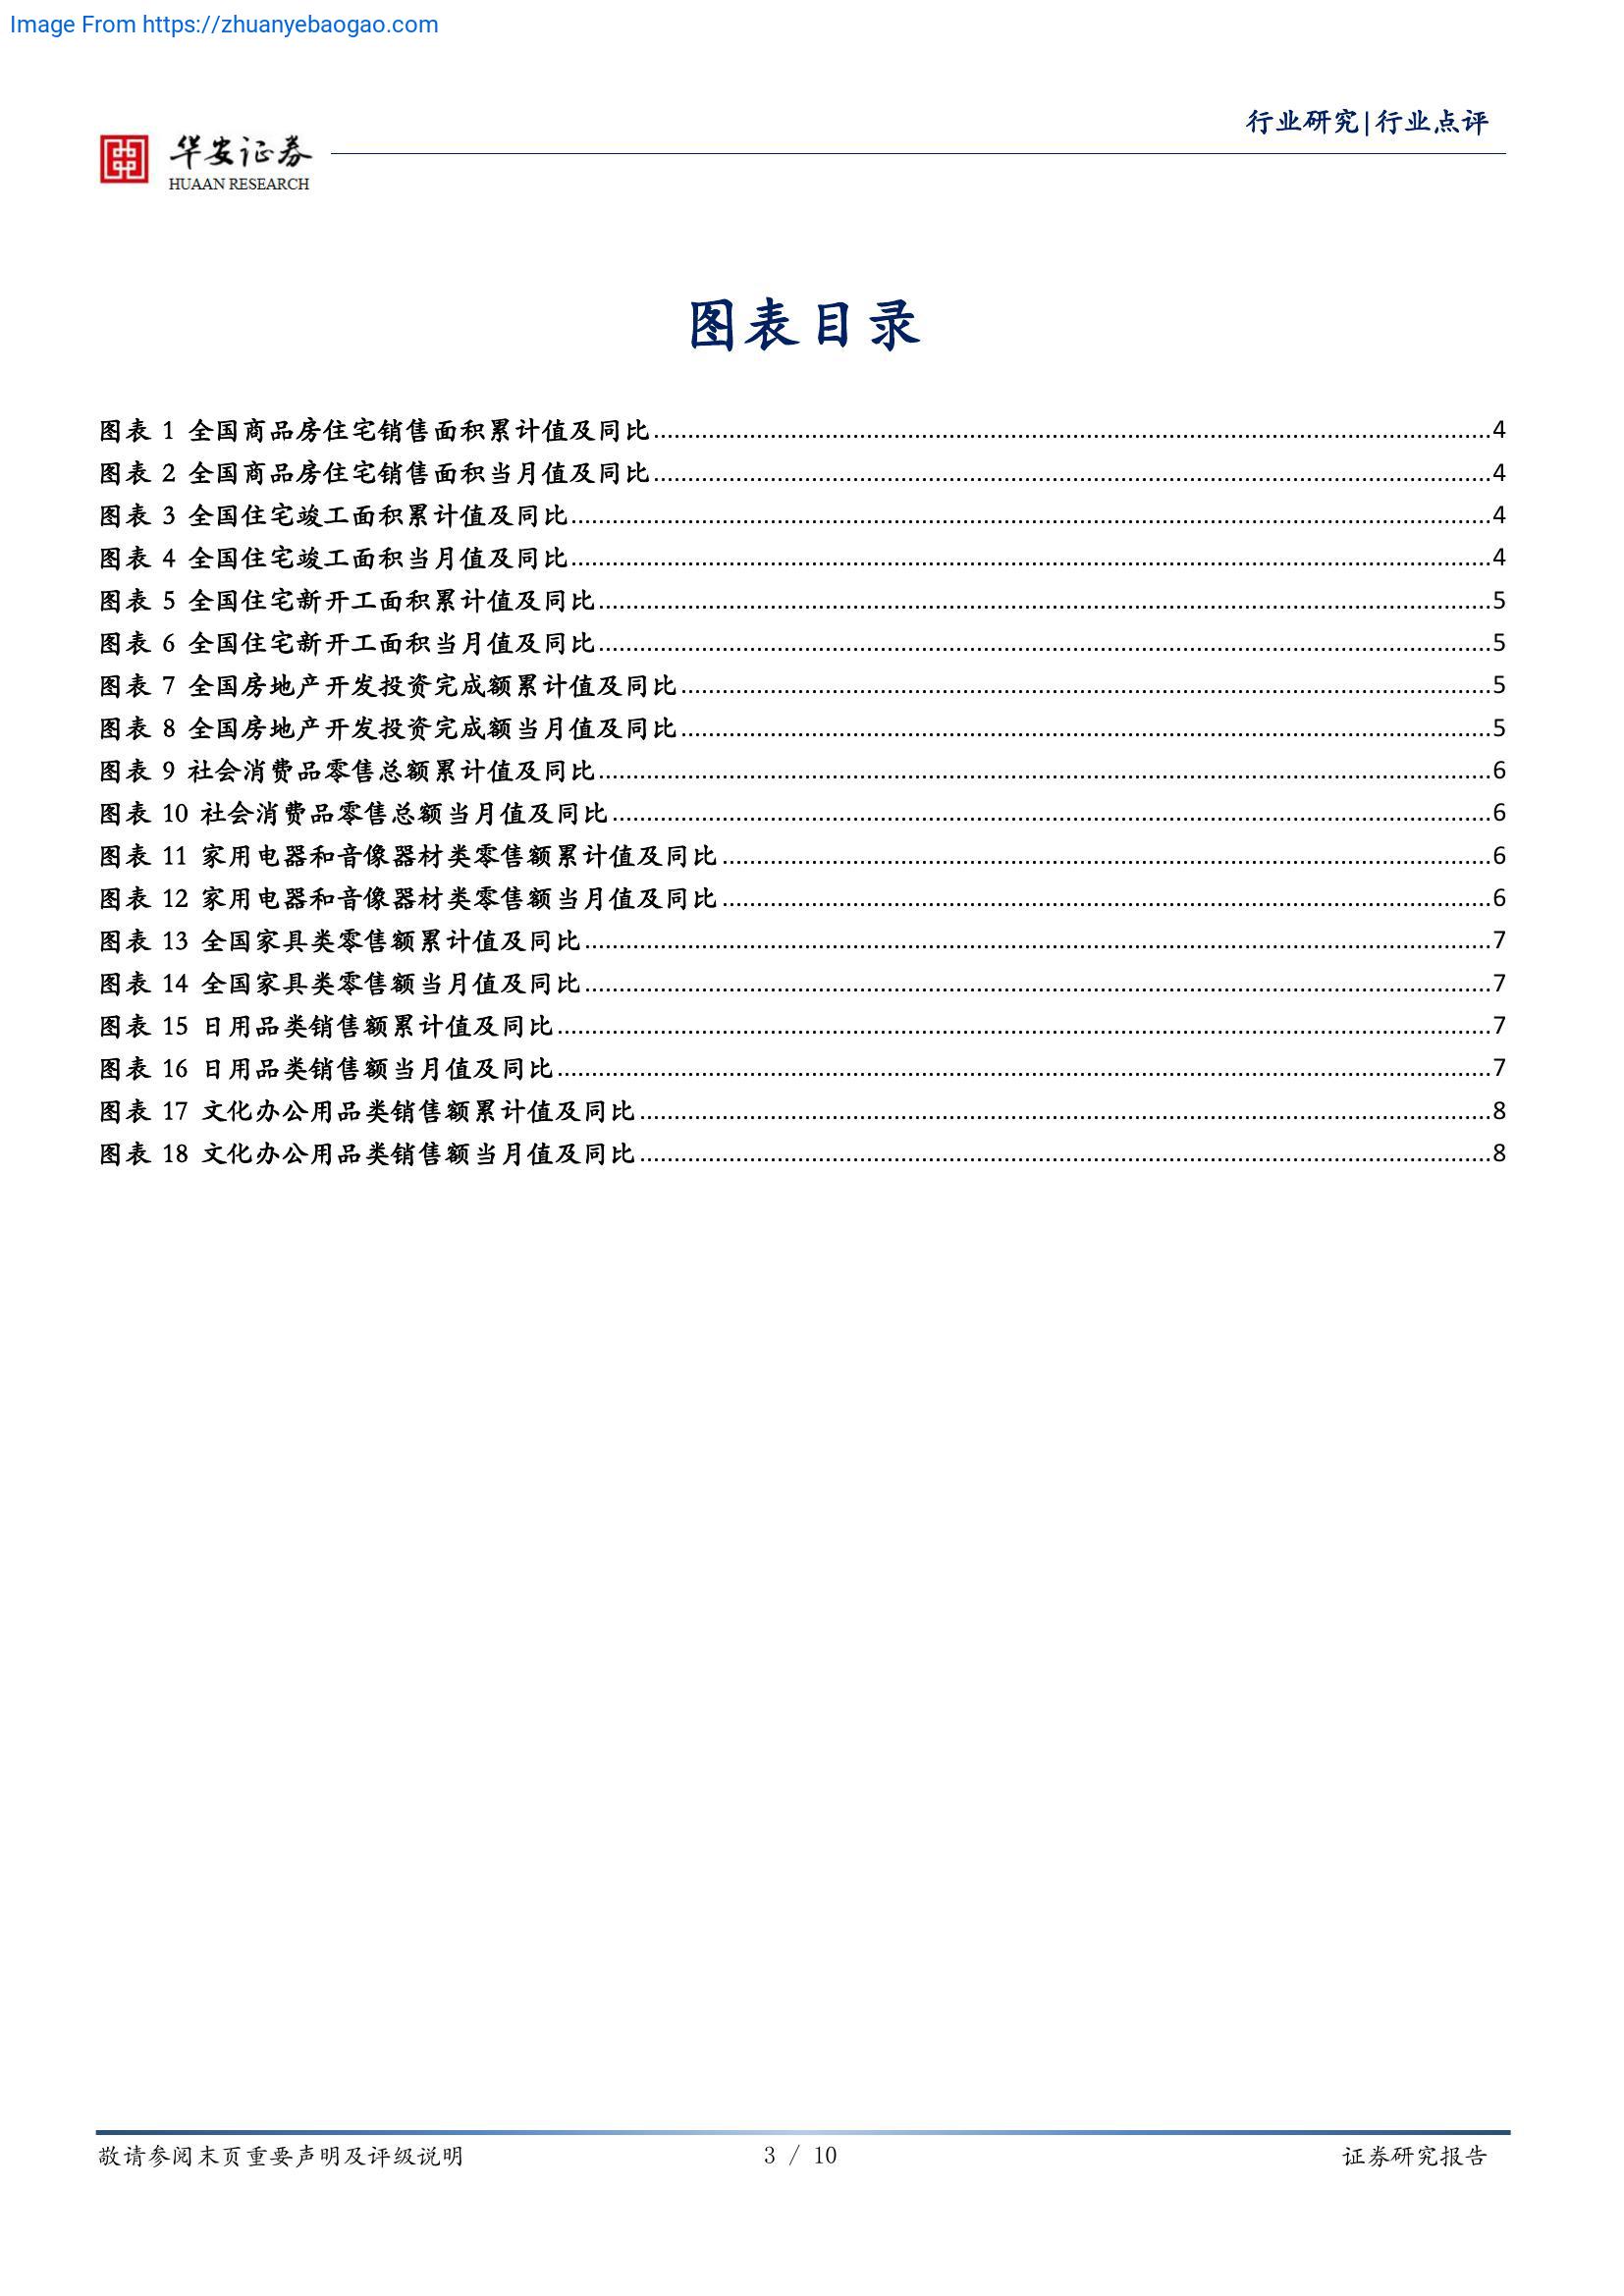 Image From https://zhuanyebaogao.com
行业研究|行业点评
华安证券
HUAAN RESEARCH
图表目录
图表 1 全国商品房住宅销售面积累计值及同比........4
图表 2 全国商品房住宅销售面积当月值及同比........4
图表 3 全国住宅竣工面积累计值及同比........4
图表 4 全国住宅竣工面积当月值及同比........4
图表 5 全国住宅新开工面积累计值及同比........5
图表 6 全国住宅新开工面积当月值及同比........5
图表 7 全国房地产开发投资完成额累计值及同比........5
图表 8 全国房地产开发投资完成额当月值及同比........5
图表 9 社会消费品零售总额累计值及同比........6
图表 10 社会消费品零售总额当月值及同比........6
图表 11 家用电器和音像器材类零售额累计值及同比........6
图表 12 家用电器和音像器材类零售额当月值及同比........6
图表 13 全国家具类零售额累计值及同比........7
图表 14 全国家具类零售额当月值及同比........7
图表 15 日用品类销售额累计值及同比........7
图表 16 日用品类销售额当月值及同比........7
图表 17 文化办公用品类销售额累计值及同比........8
图表 18 文化办公用品类销售额当月值及同比........8
敬请参阅末页重要声明及评级说明 3 / 10 证券研究报告